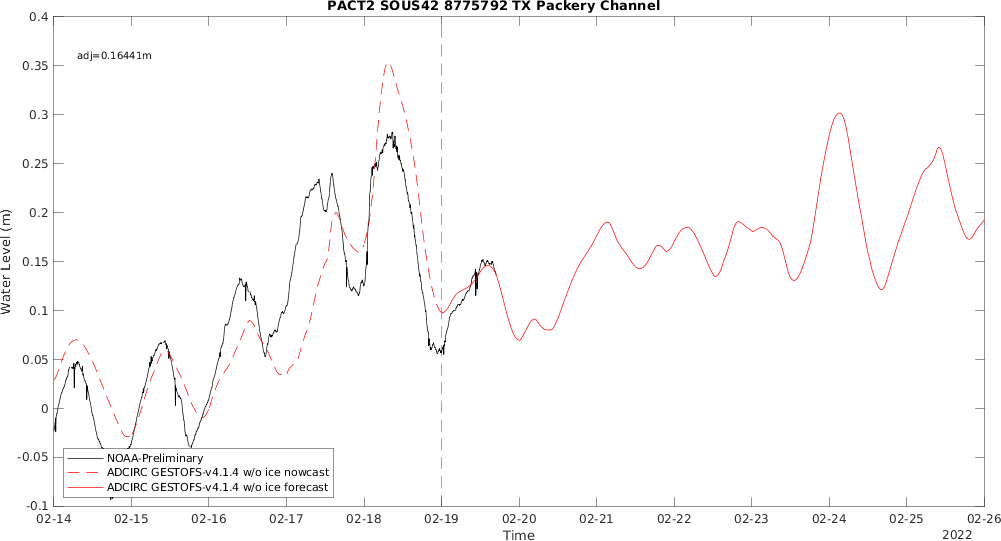 PACT2 SOUS42 8775792 TX Packery Channel
adj=0.16441m
0.4
0.35
0.3
0.25
0.2
0.15
0.1
0.05
0
-0.05
-0.1
Water Level (m)
NOAA-Preliminary
ADCIRC GESTOFS-v4.1.4 w/o ice nowcast
ADCIRC GESTOFS-v4.1.4 w/o ice forecast
02-14 02-15 02-16 02-17 02-18 02-19 02-20 02-21 02-22 02-23 02-24 02-25 02-26
Time
2022